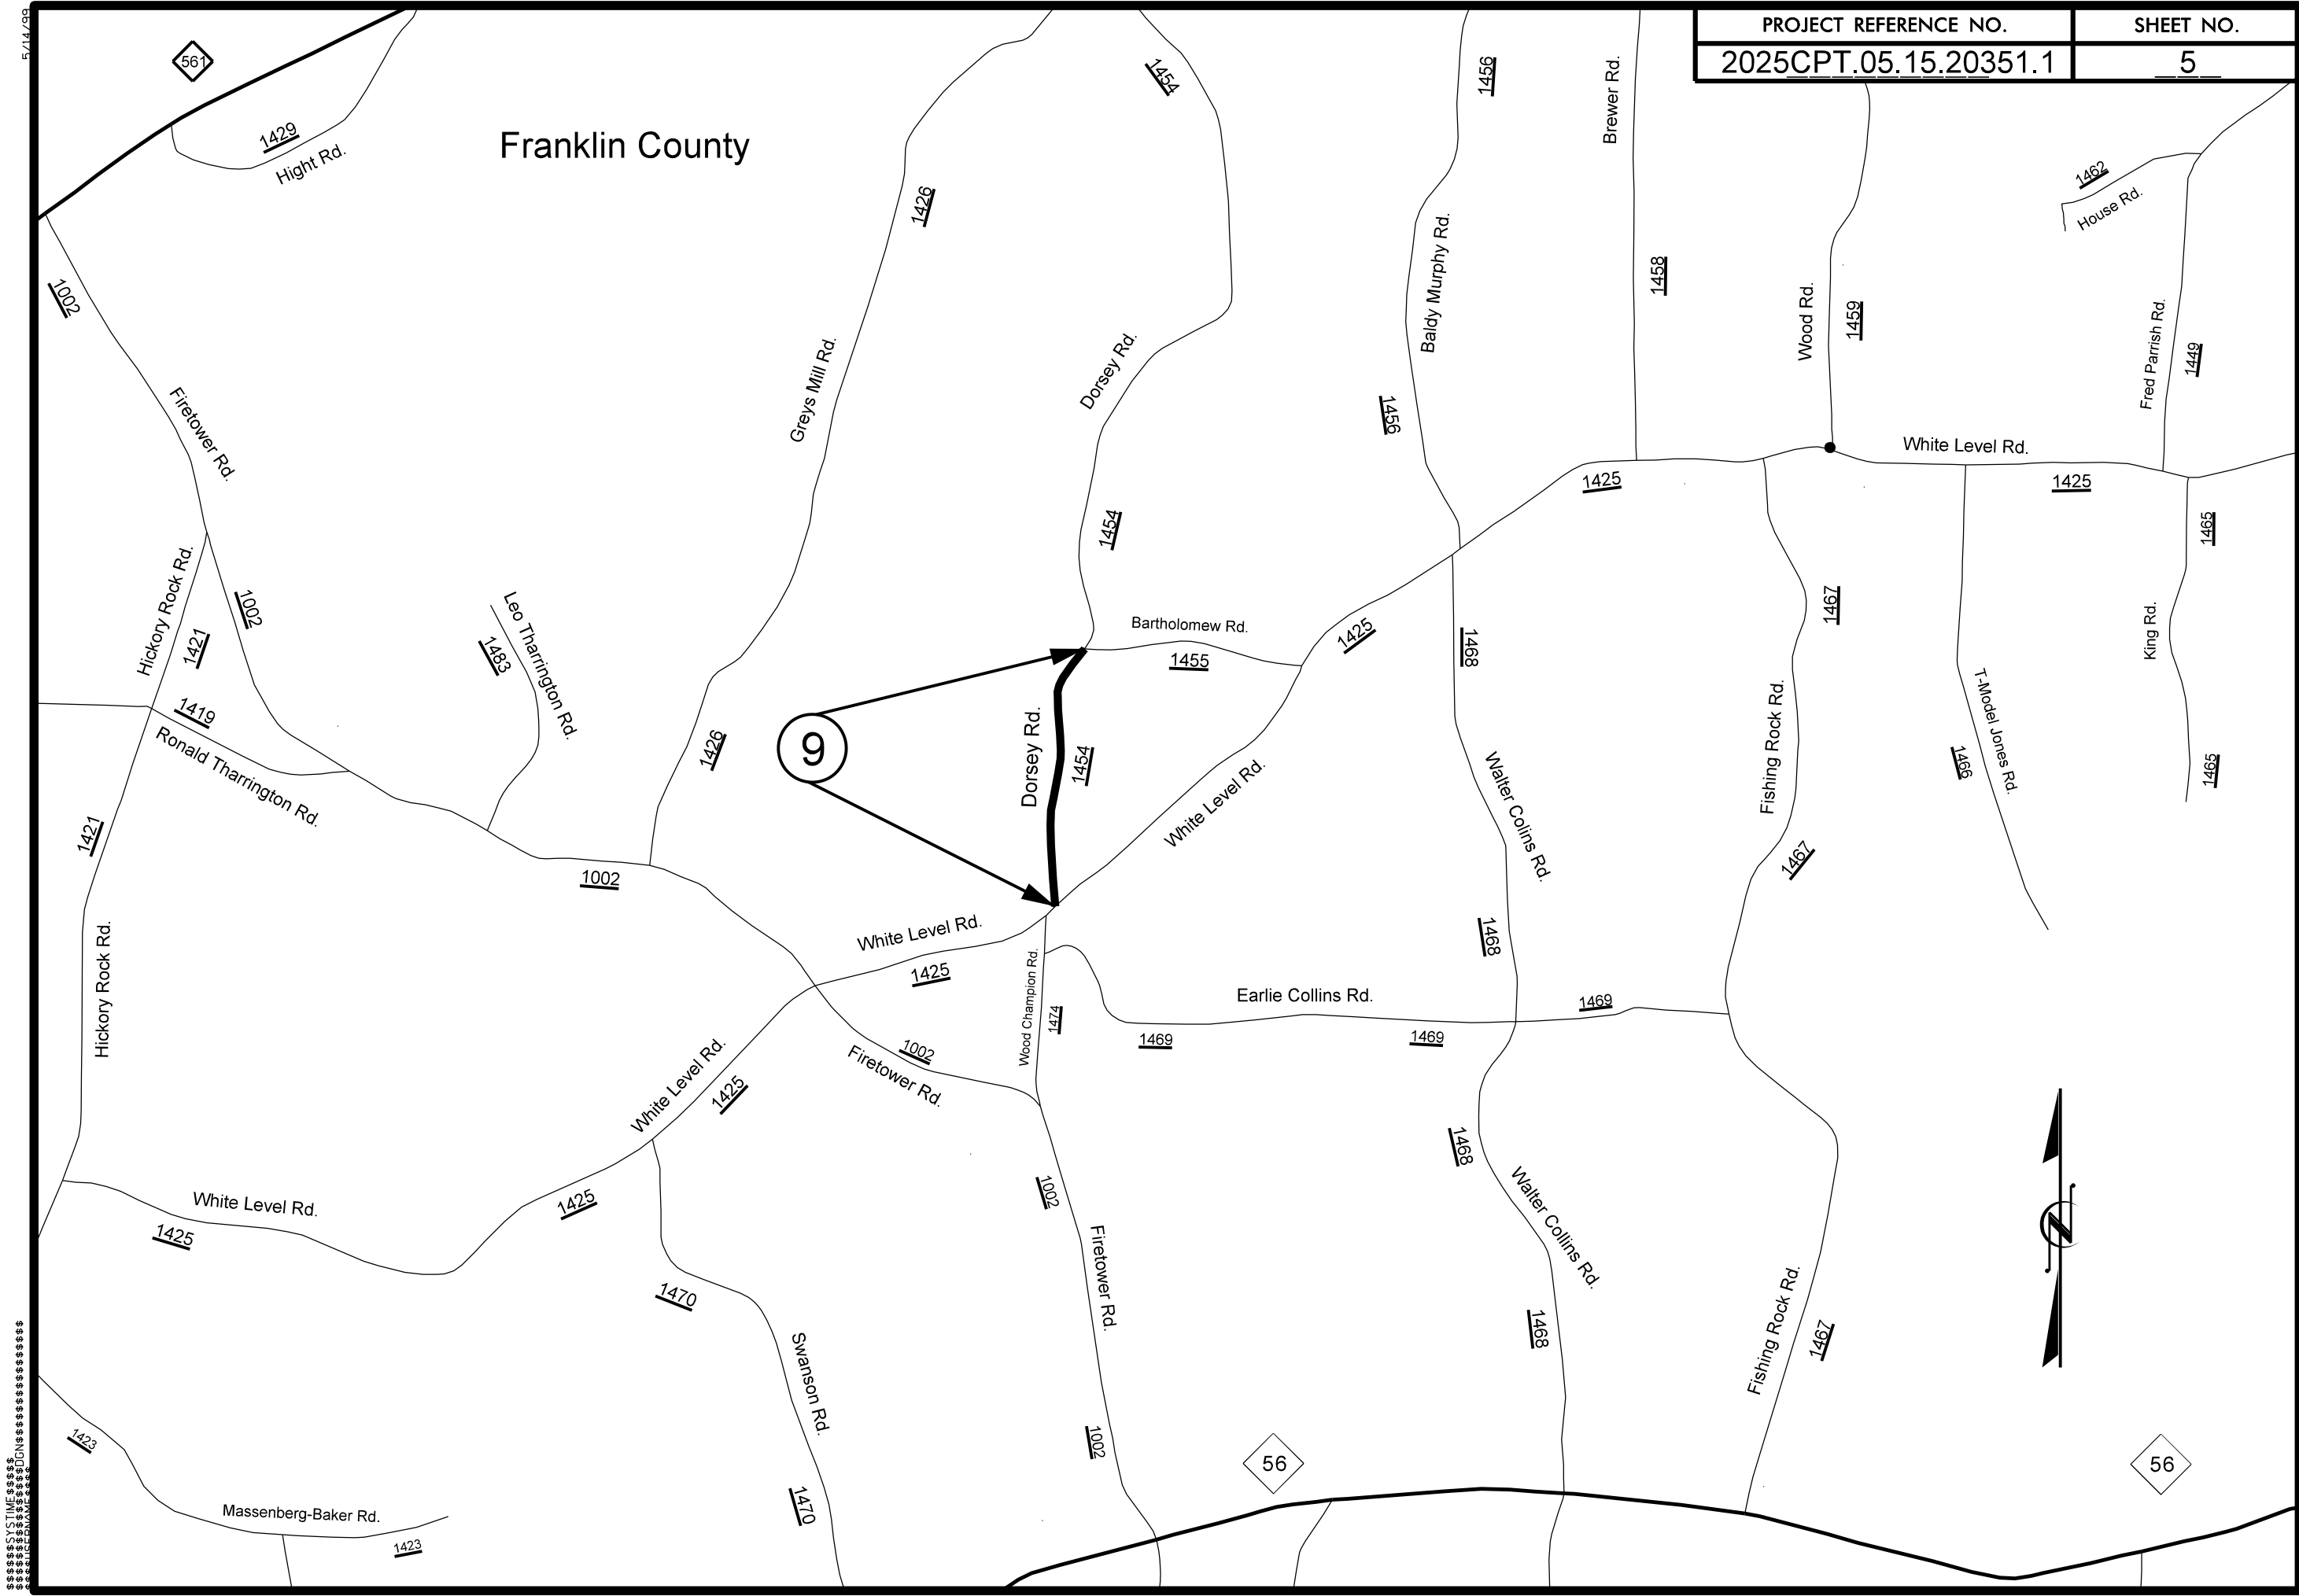 5/14/99
PROJECT REFERENCE NO.
SHEET NO.
2025CPT.05.15.20351.1
5
561
1429
Hight Rd.
Franklin County
1454
1456
Brewer Rd.
1462
House Rd.
1426
1002
Baldy Murphy Rd.
1458
Wood Rd.
1459
Fred Parrish Rd.
1449
Firetower Rd.
Greys Mill Rd.
Dorsey Rd.
1456
White Level Rd.
1425
1425
1454
1465
Hickory Rock Rd.
1421
1002
Leo Tharrington Rd.
1483
Bartholomew Rd.
1455
1425
1468
1467
King Rd.
1419
Ronald Tharrington Rd.
1426
9
Dorsey Rd.
1454
White Level Rd.
Walter Colins Rd.
Fishing Rock Rd.
T-Model Jones Rd.
1466
1465
1421
1002
1467
Hickory Rock Rd.
White Level Rd.
1425
Wood Champion Rd.
1474
1468
Earlie Collins Rd.
1469
1469
1469
White Level Rd.
1425
1002
Firetower Rd.
1468
White Level Rd.
1425
1425
1002
Walter Collins Rd.
N
1470
Firetower Rd.
1468
Fishing Rock Rd.
1467
Swanson Rd.
1423
1002
56
56
Massenberg-Baker Rd.
1423
1470
$$$$$$SYSTIME$$$$$